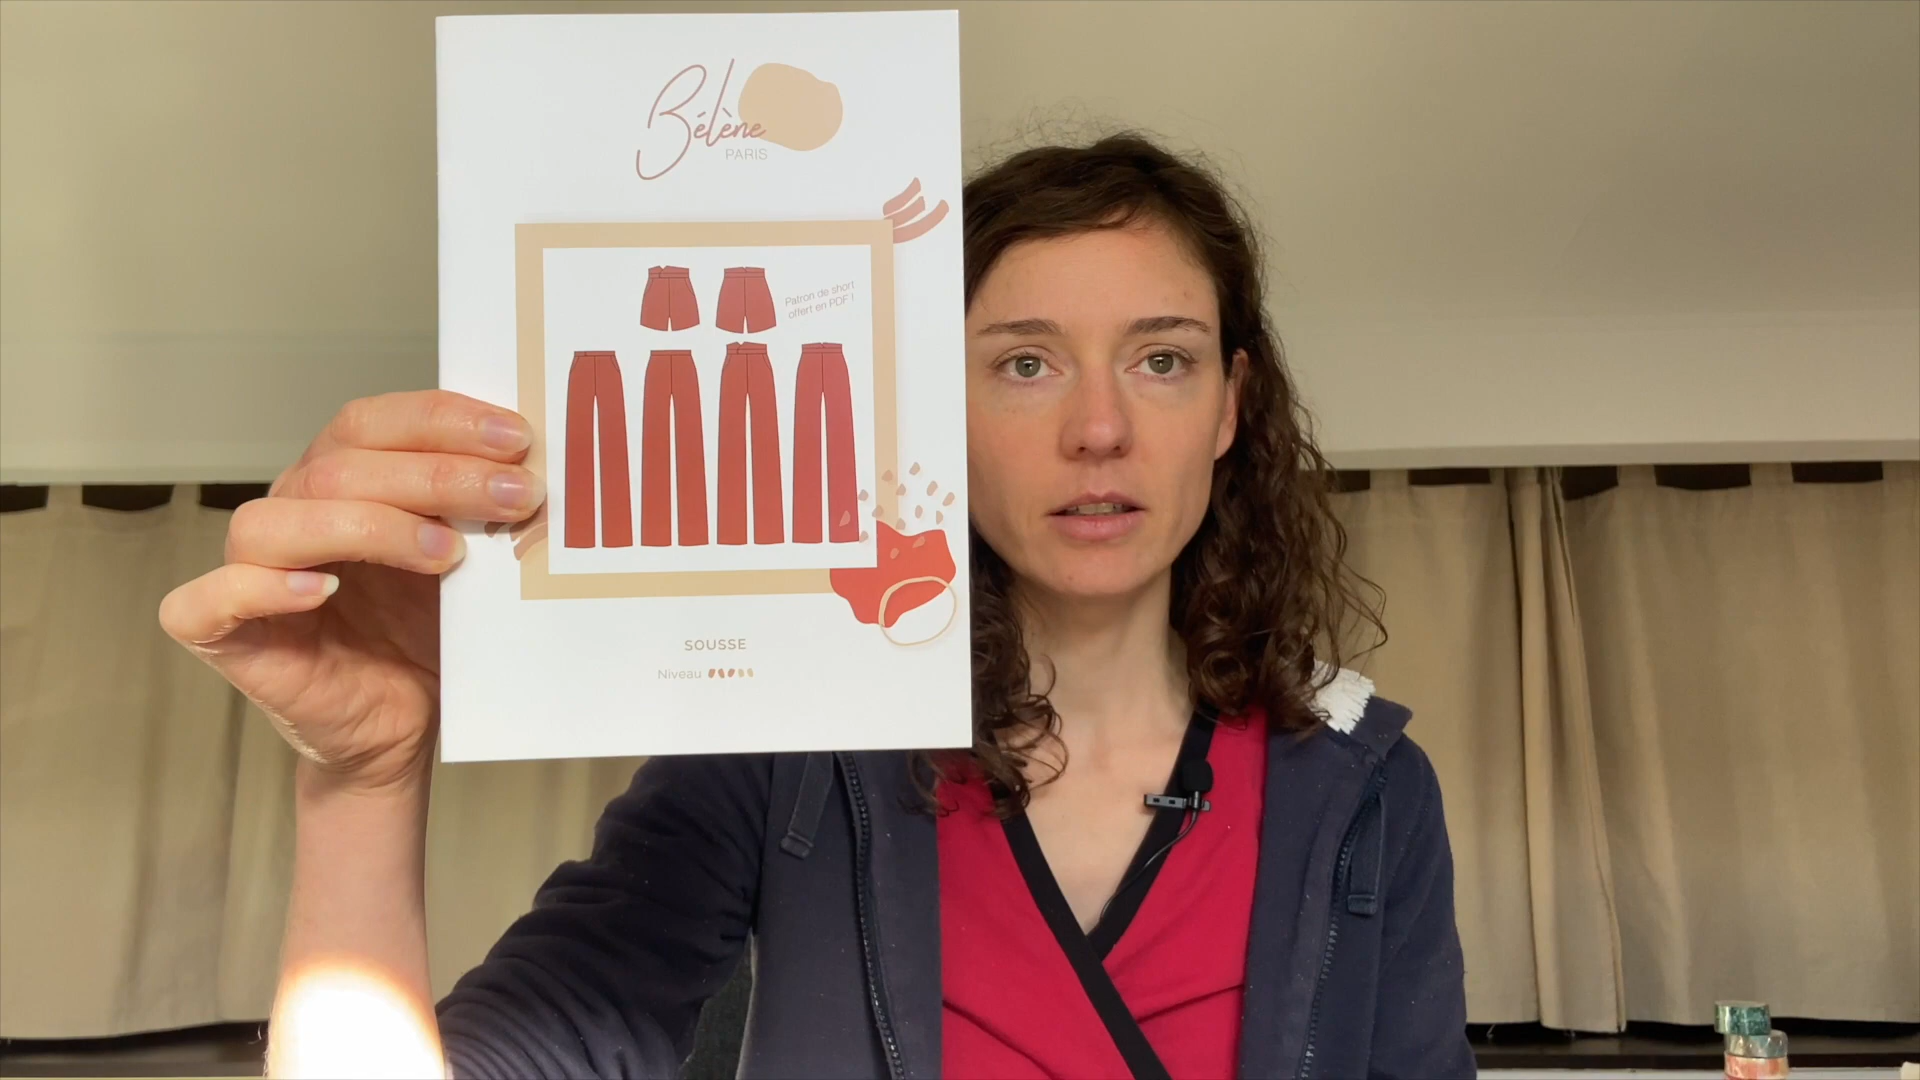 Bélène
PARIS
Patron de short
offert en PDF !
SOUSSE
Niveau